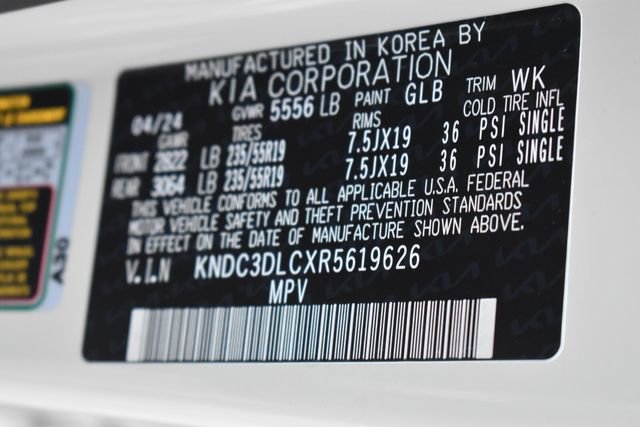 MANUFACTURED IN KOREA BY
KIA CORPORATION
04/24 GVWR 5556 LB PAINT GLB TRIM WK
GAWR TIRES RIMS COLD TIRE INFL
FRONT 2822 LB 235/55R19 7.5JX19 36 PSI SINGLE
REAR 3064 LB 235/55R19 7.5JX19 36 PSI SINGLE
THIS VEHICLE CONFORMS TO ALL APPLICABLE U.S.A. FEDERAL
MOTOR VEHICLE SAFETY AND THEFT PREVENTION STANDARDS
IN EFFECT ON THE DATE OF MANUFACTURE SHOWN ABOVE.
V.I.N KNDC3DLCXR5619626
MPV
A30